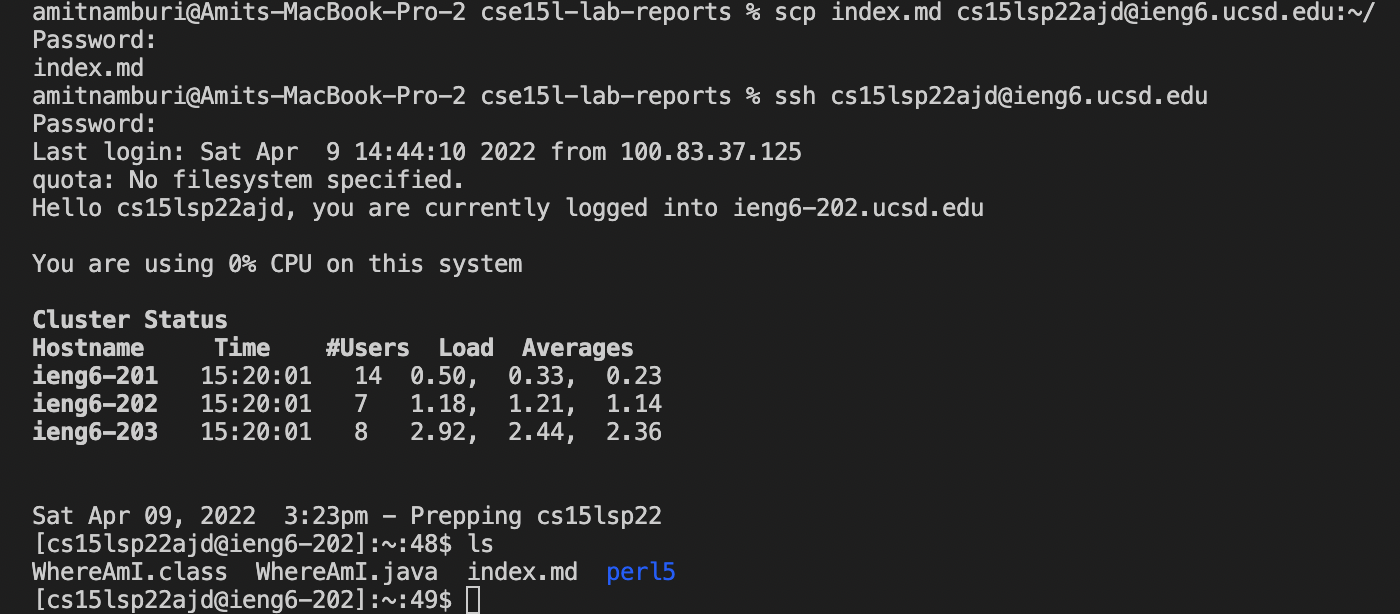 amitnamburi@Amits-MacBook-Pro-2 cse15l-lab-reports % scp index.md cs15lsp22ajd@ieng6.ucsd.edu:~/
Password:
index.md
amitnamburi@Amits-MacBook-Pro-2 cse15l-lab-reports % ssh cs15lsp22ajd@ieng6.ucsd.edu
Password:
Last login: Sat Apr  9 14:44:10 2022 from 100.83.37.125
quota: No filesystem specified.
Hello cs15lsp22ajd, you are currently logged into ieng6-202.ucsd.edu
You are using 0% CPU on this system
Cluster Status
Hostname     Time    #Users  Load  Averages
ieng6-201   15:20:01   14  0.50,  0.33,  0.23
ieng6-202   15:20:01   7   1.18,  1.21,  1.14
ieng6-203   15:20:01   8   2.92,  2.44,  2.36
Sat Apr 09, 2022  3:23pm - Prepping cs15lsp22
[cs15lsp22ajd@ieng6-202]:~:48$ ls
WhereAmI.class  WhereAmI.java  index.md  perl5
[cs15lsp22ajd@ieng6-202]:~:49$